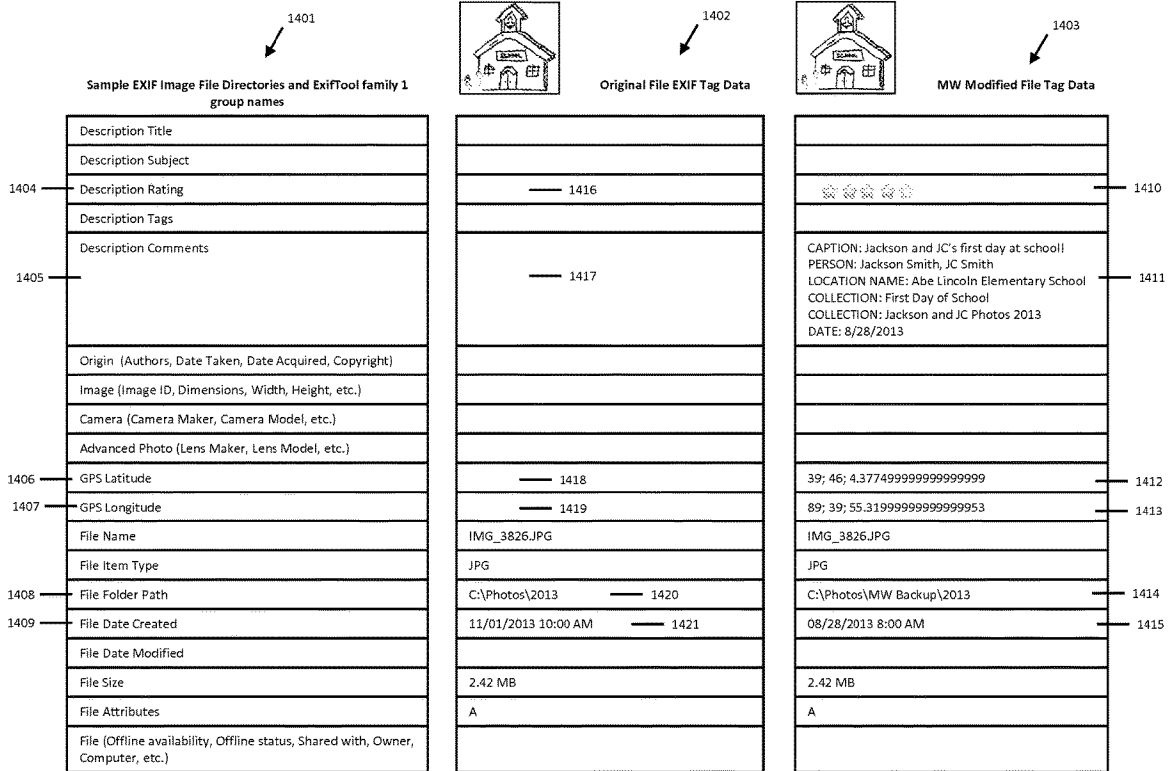 1401
1402
1403
SCHOOL
SCHOOL
Sample EXIF Image File Directories and ExifTool family 1
group names
Original File EXIF Tag Data
MW Modified File Tag Data
Description Title
Description Subject
1404 Description Rating 1416 1410
Description Tags
Description Comments
1405 1417 1411
CAPTION: Jackson and JC's first day at school!
PERSON: Jackson Smith, JC Smith
LOCATION NAME: Abe Lincoln Elementary School
COLLECTION: First Day of School
COLLECTION: Jackson and JC Photos 2013
DATE: 8/28/2013
Origin (Authors, Date Taken, Date Acquired, Copyright)
Image (Image ID, Dimensions, Width, Height, etc.)
Camera (Camera Maker, Camera Model, etc.)
Advanced Photo (Lens Maker, Lens Model, etc.)
1406 GPS Latitude 1418 39; 46; 4.377499999999999999 1412
1407 GPS Longitude 1419 89; 39; 55.31999999999999953 1413
File Name IMG_3826.JPG IMG_3826.JPG
File Item Type JPG JPG
1408 File Folder Path C:\Photos\2013 1420 C:\Photos\MW Backup\2013 1414
1409 File Date Created 11/01/2013 10:00 AM 1421 08/28/2013 8:00 AM 1415
File Date Modified
File Size 2.42 MB 2.42 MB
File Attributes A A
File (Offline availability, Offline status, Shared with, Owner,
Computer, etc.)